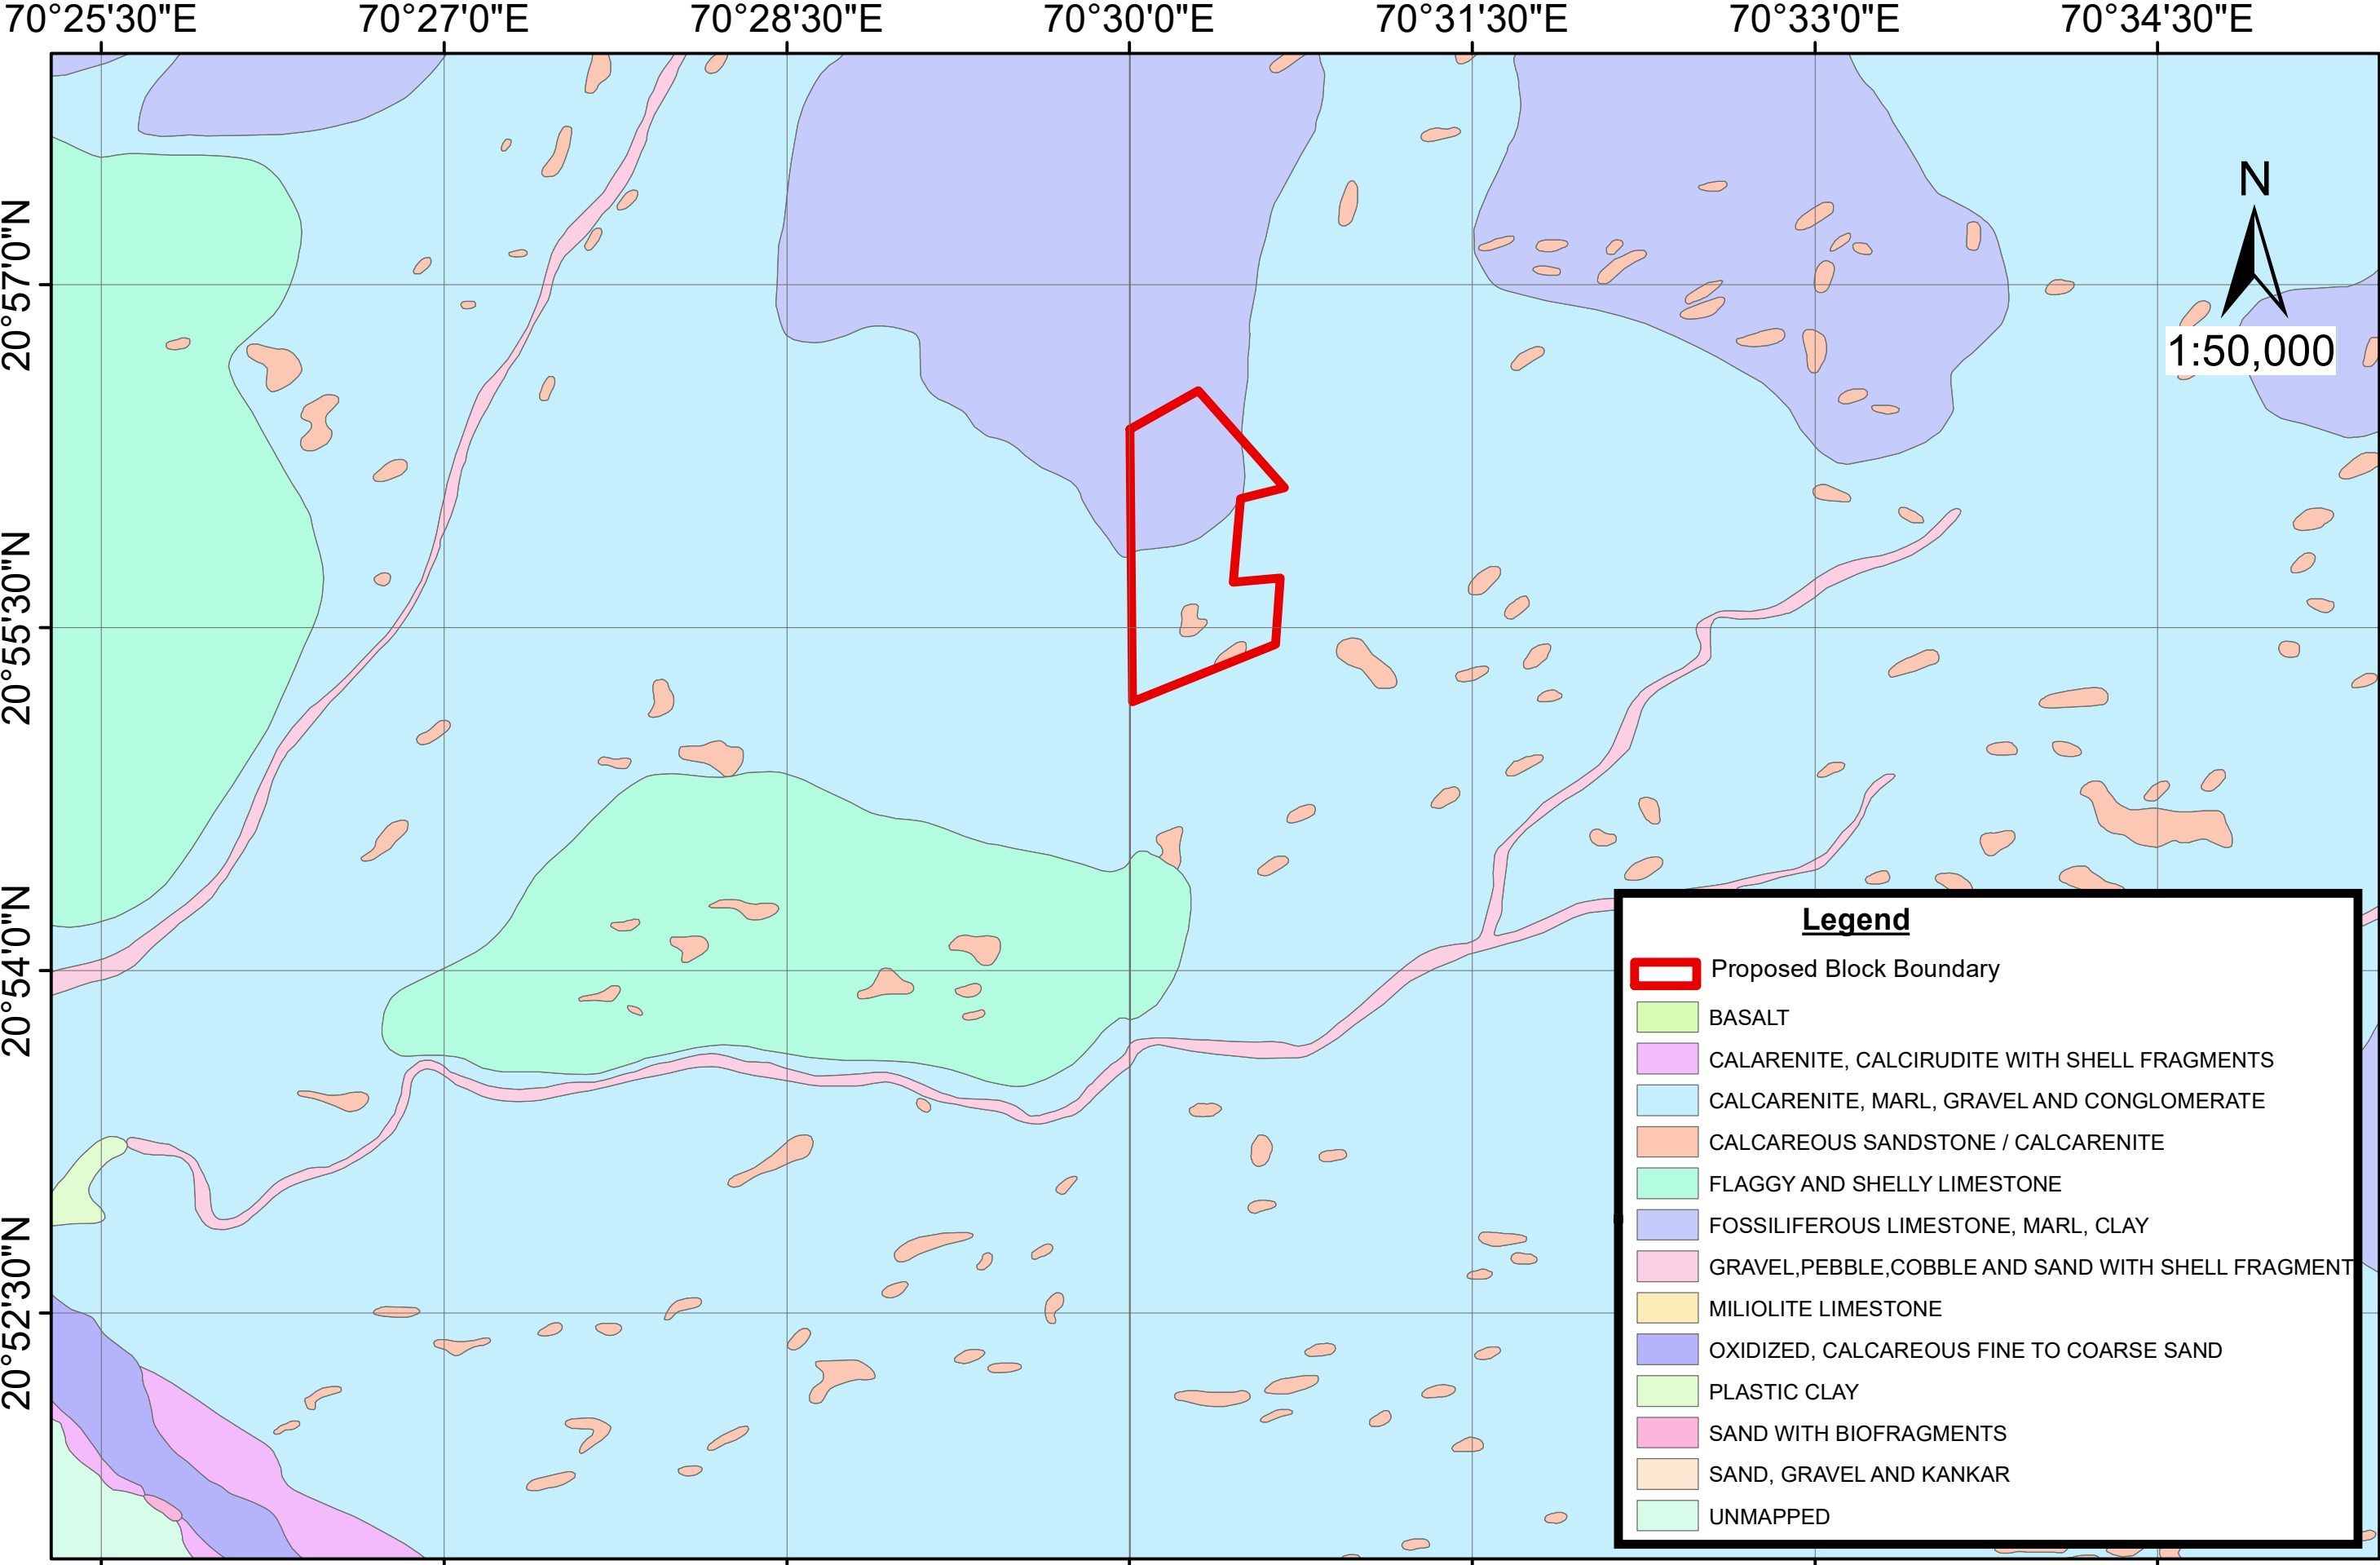 70°25'30"E
70°27'0"E
70°28'30"E
70°30'0"E
70°31'30"E
70°33'0"E
70°34'30"E
20°57'0"N
20°55'30"N
20°54'0"N
20°52'30"N
N
1:50,000
Legend
Proposed Block Boundary
BASALT
CALARENITE, CALCIRUDITE WITH SHELL FRAGMENTS
CALCARENITE, MARL, GRAVEL AND CONGLOMERATE
CALCAREOUS SANDSTONE / CALCARENITE
FLAGGY AND SHELLY LIMESTONE
FOSSILIFEROUS LIMESTONE, MARL, CLAY
GRAVEL,PEBBLE,COBBLE AND SAND WITH SHELL FRAGMENT
MILIOLITE LIMESTONE
OXIDIZED, CALCAREOUS FINE TO COARSE SAND
PLASTIC CLAY
SAND WITH BIOFRAGMENTS
SAND, GRAVEL AND KANKAR
UNMAPPED